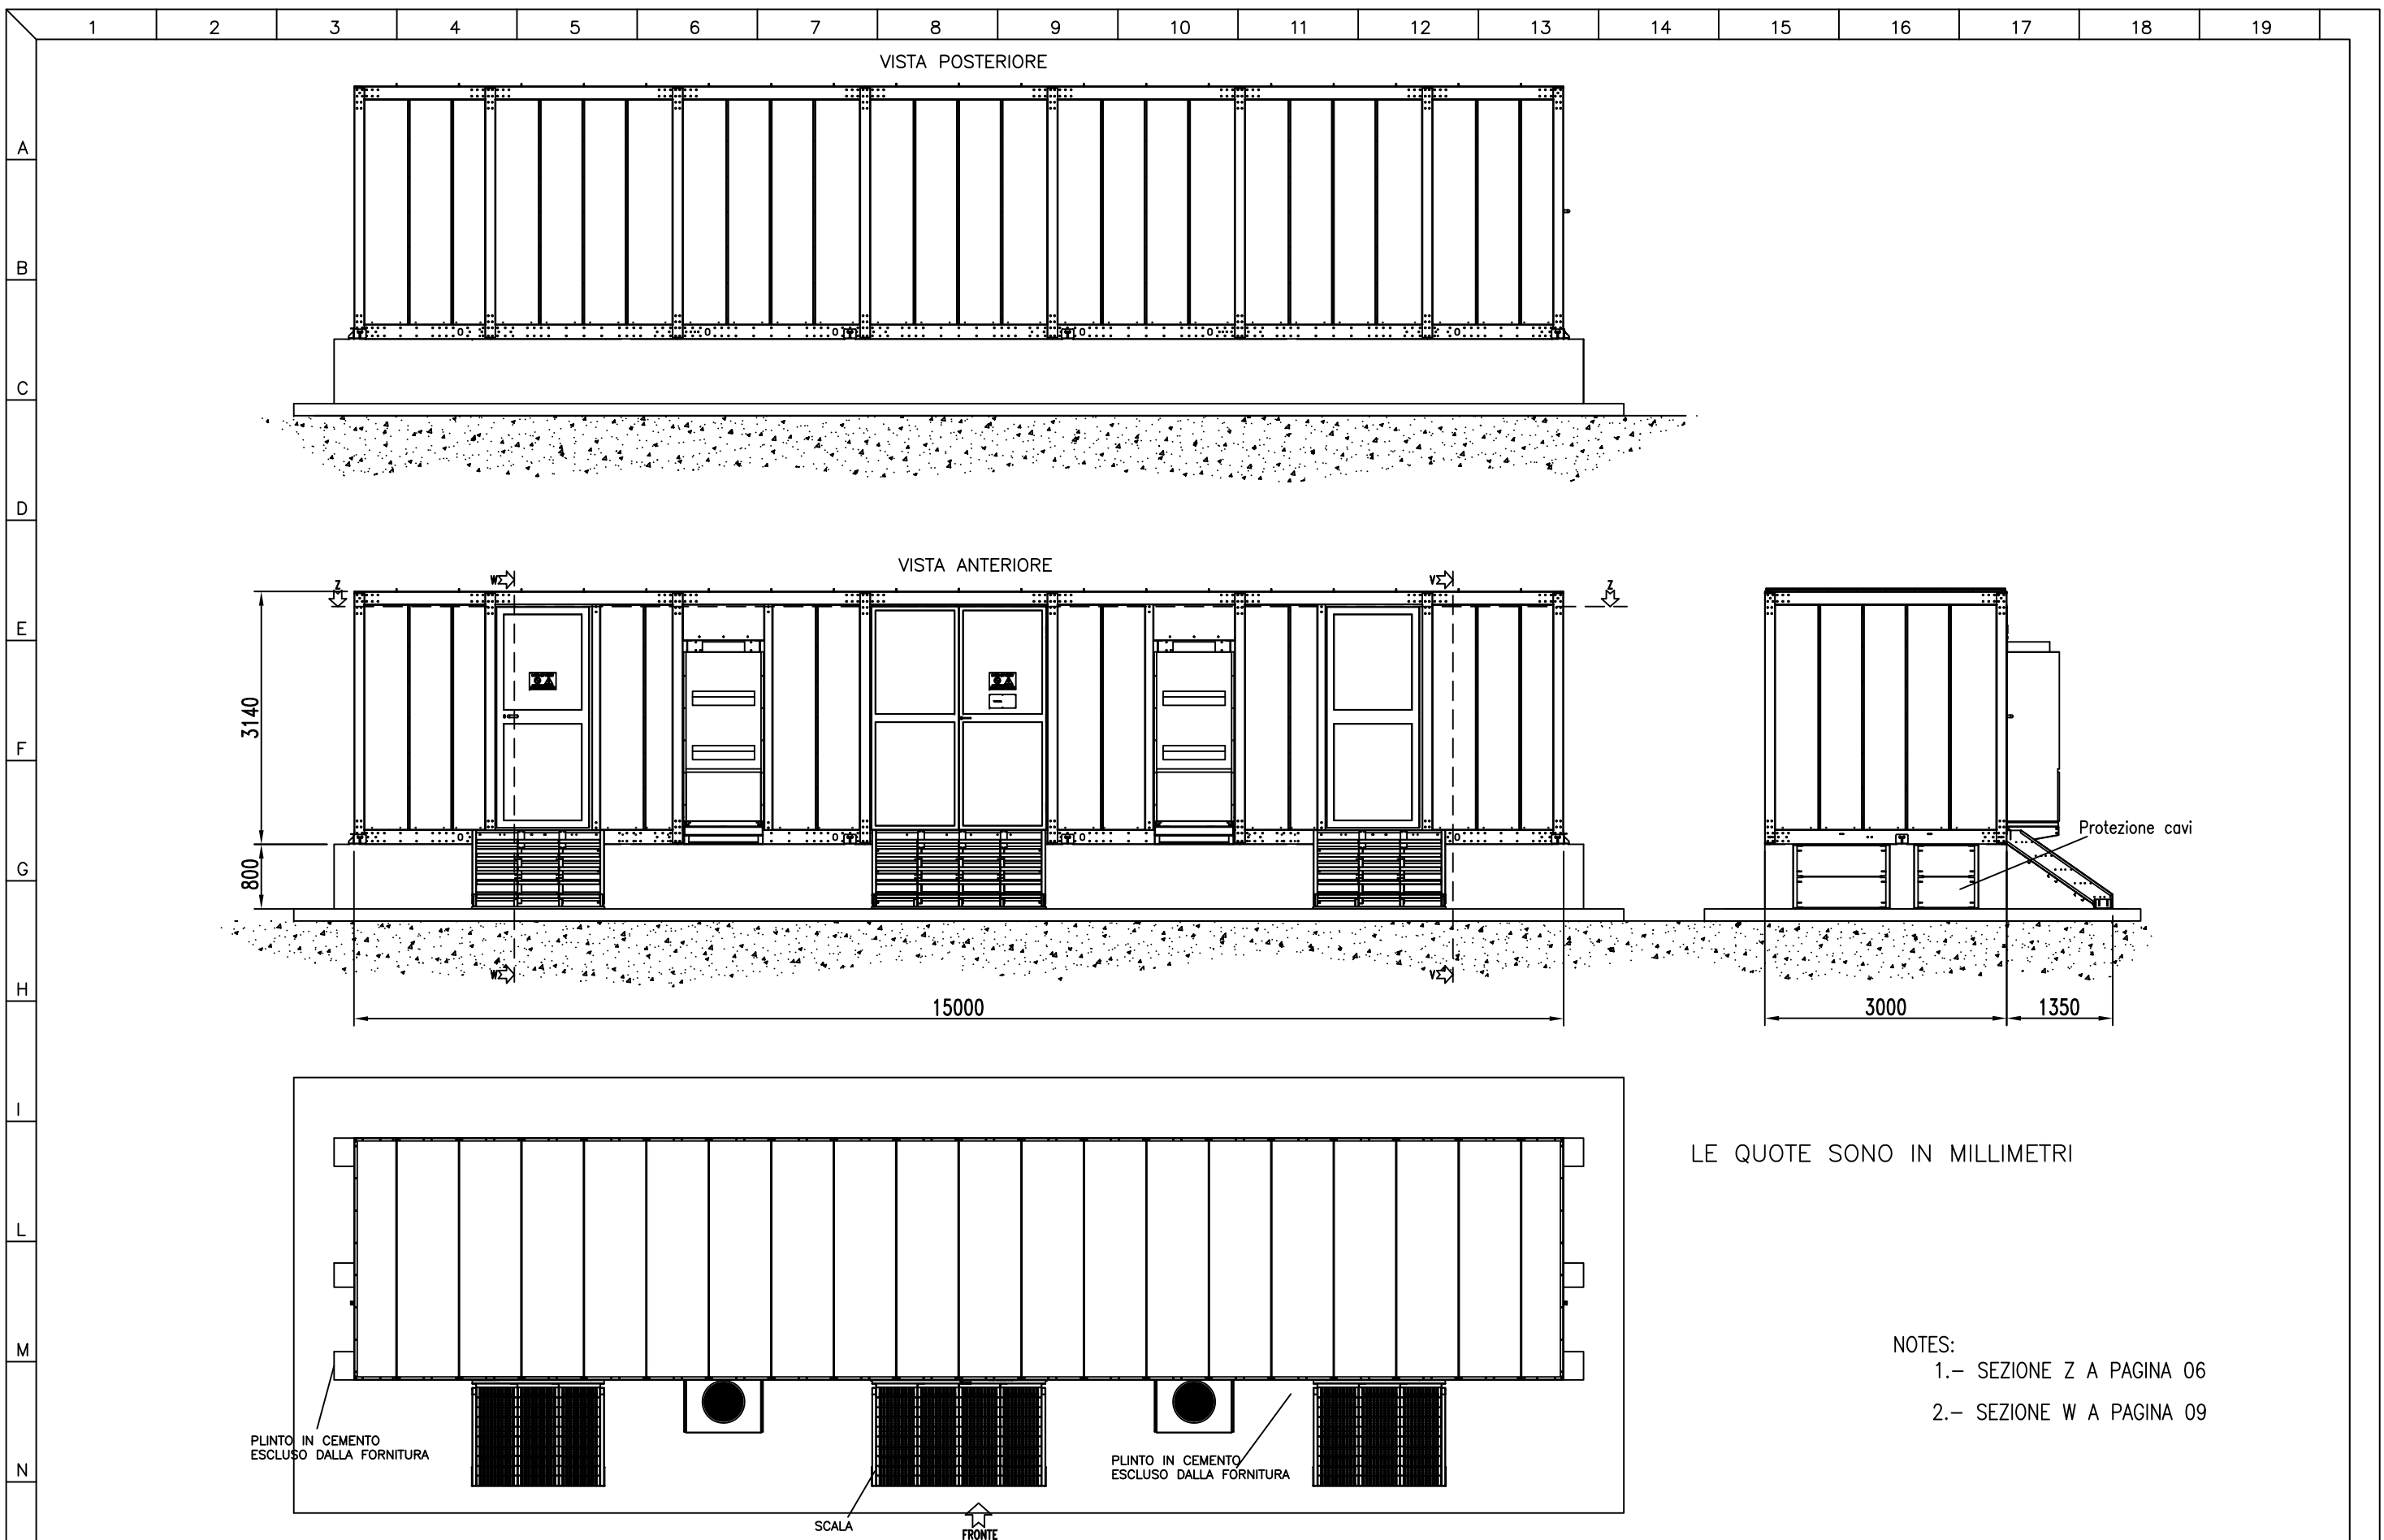 1 2 3 4 5 6 7 8 9 10 11 12 13 14 15 16 17 18 19
VISTA POSTERIORE
A
B
C
D
VISTA ANTERIORE
W
V
Z
Z
E
3140
F
Protezione cavi
800
G
W
V
H
15000
3000
1350
I
LE QUOTE SONO IN MILLIMETRI
L
NOTES:
M
1.- SEZIONE Z A PAGINA 06
2.- SEZIONE W A PAGINA 09
PLINTO IN CEMENTO
ESCLUSO DALLA FORNITURA
PLINTO IN CEMENTO
ESCLUSO DALLA FORNITURA
N
SCALA
FRONTE